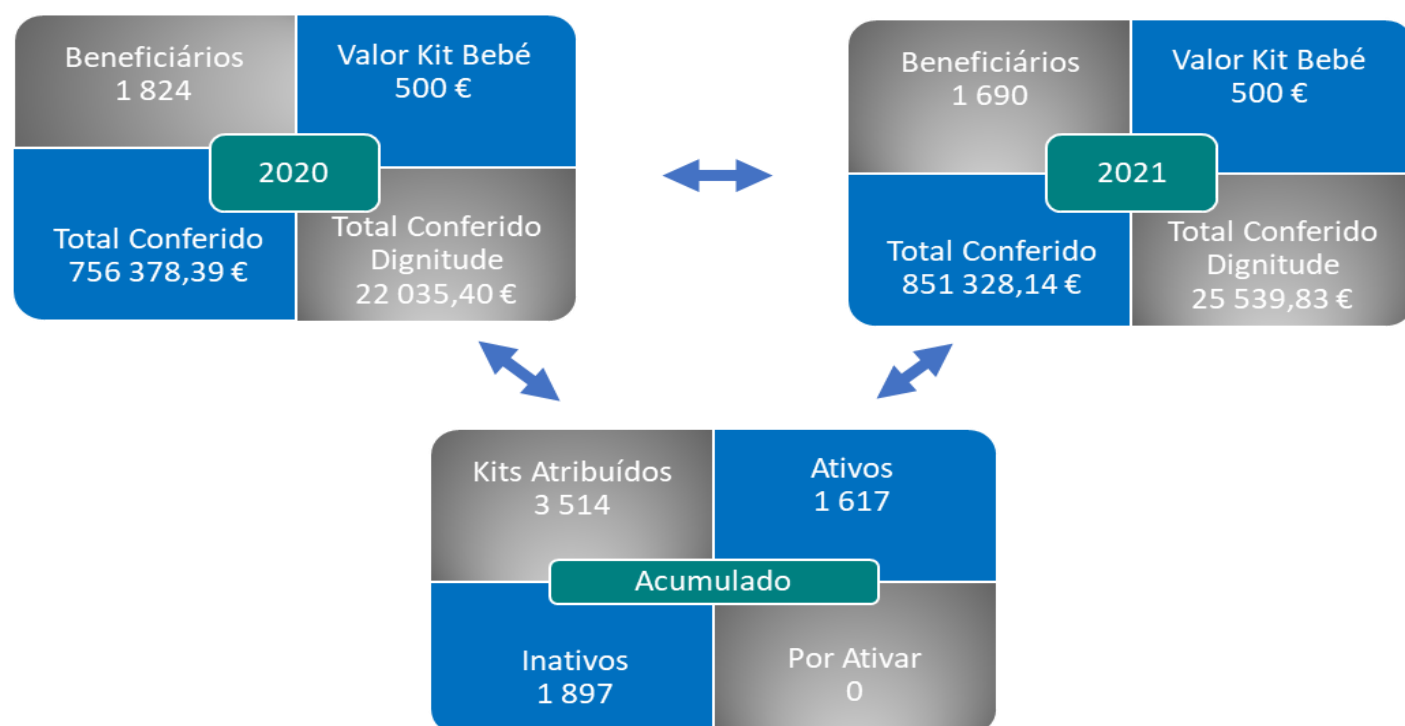 Beneficiários
1 824
Valor Kit Bebé
500 €
2020
Total Conferido
756 378,39 €
Total Conferido
Dignitude
22 035,40 €
Beneficiários
1 690
Valor Kit Bebé
500 €
2021
Total Conferido
851 328,14 €
Total Conferido
Dignitude
25 539,83 €
Kits Atribuídos
3 514
Ativos
1 617
Acumulado
Inativos
1 897
Por Ativar
0